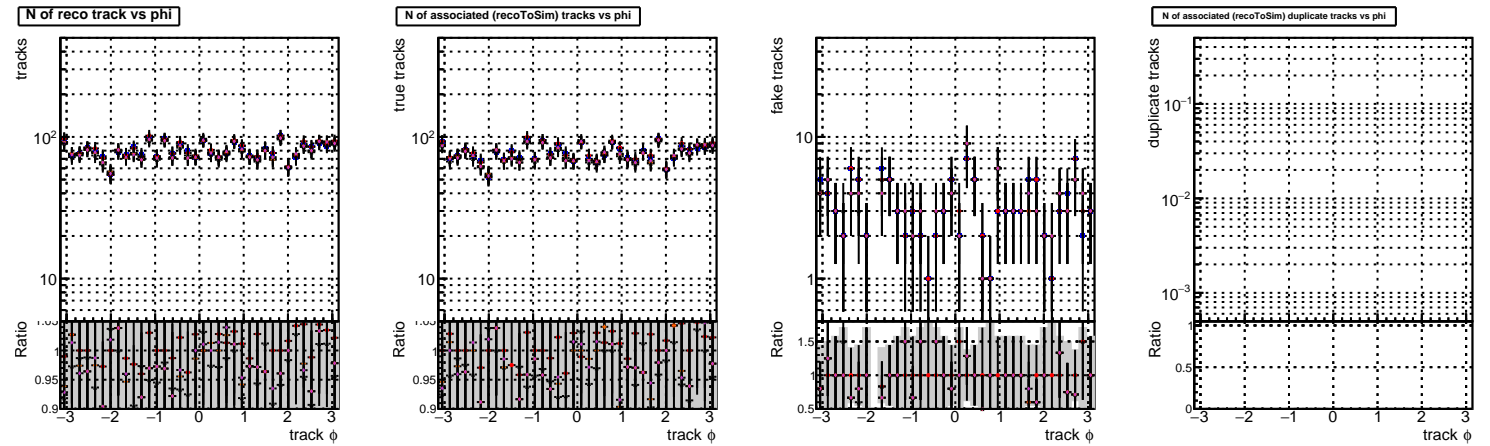 N of reco track vs phi
tracks
10²
10
Ratio
1.05
1
0.95
0.9
−3 −2 −1 0 1 2 3
track ϕ
N of associated (recoToSim) tracks vs phi
true tracks
10²
10
Ratio
1.05
1
0.95
0.9
−3 −2 −1 0 1 2 3
track ϕ
fake tracks
10
1
Ratio
1.5
1
0.5
−3 −2 −1 0 1 2 3
track ϕ
N of associated (recoToSim) duplicate tracks vs phi
duplicate tracks
10⁻¹
10⁻²
10⁻³
Ratio
1
0.5
0
−3 −2 −1 0 1 2 3
track ϕ